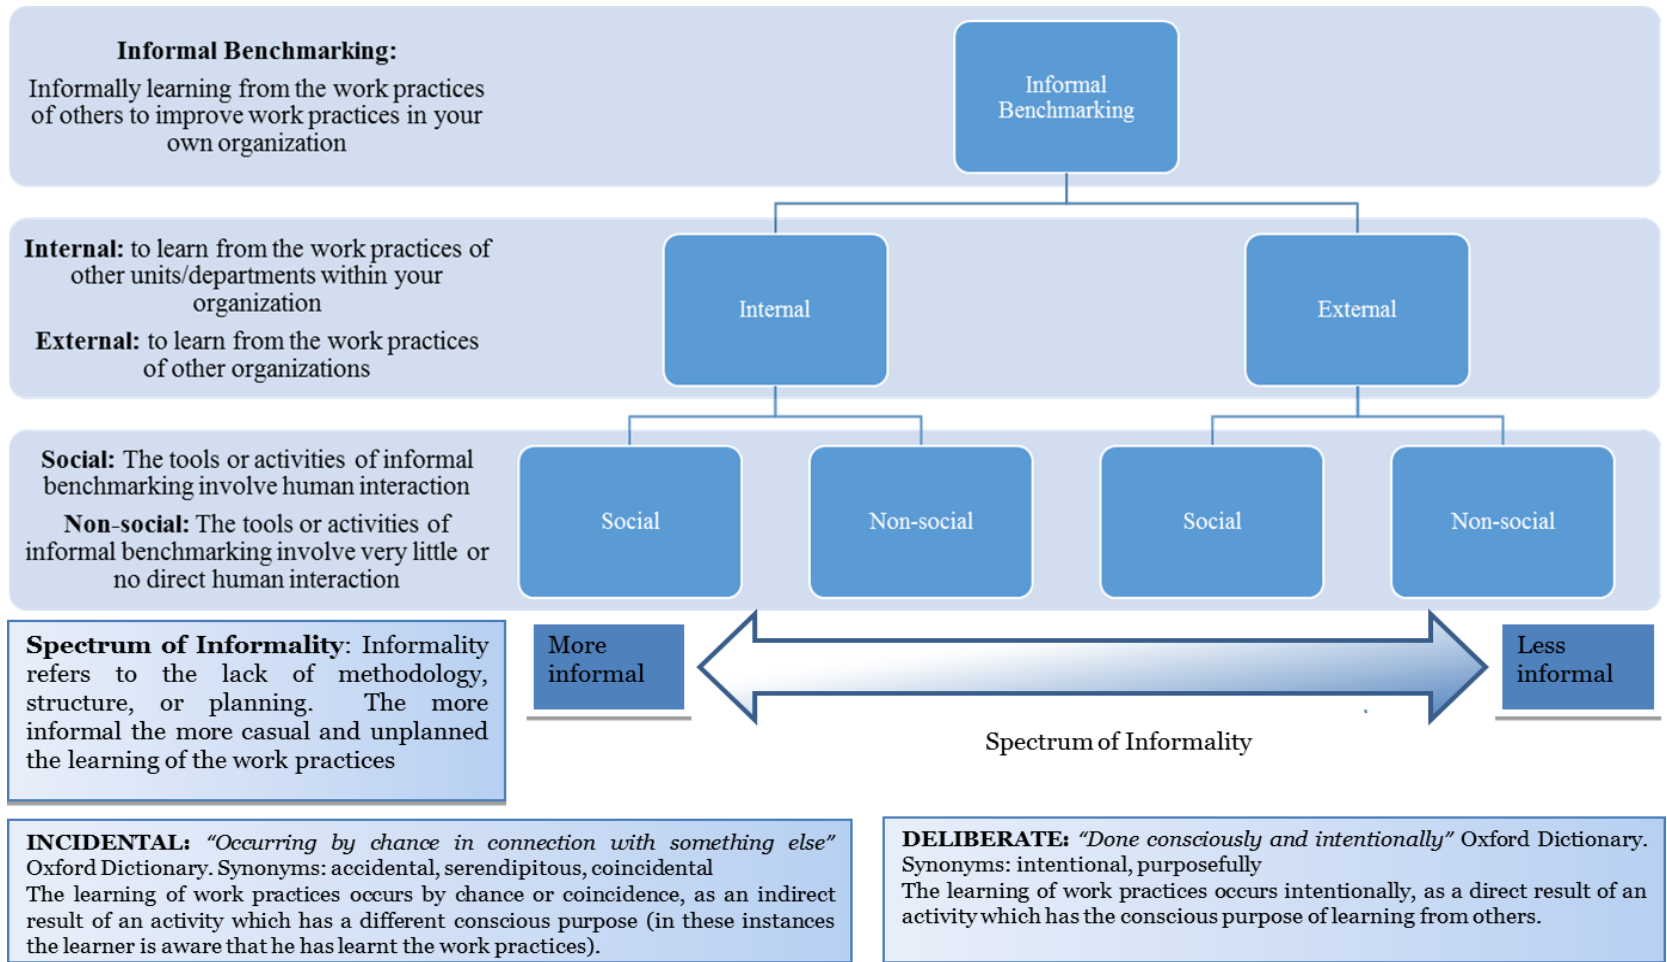 Informal Benchmarking:
Informally learning from the work practices
of others to improve work practices in your
own organization
Informal
Benchmarking
Internal: to learn from the work practices of
other units/departments within your
organization
External: to learn from the work practices
of other organizations
Internal
External
Social: The tools or activities of informal
benchmarking involve human interaction
Non-social: The tools or activities of
informal benchmarking involve very little or
no direct human interaction
Social
Non-social
Social
Non-social
Spectrum of Informality: Informality
refers to the lack of methodology,
structure, or planning. The more
informal the more casual and unplanned
the learning of the work practices
More
informal
Less
informal
Spectrum of Informality
INCIDENTAL: “Occurring by chance in connection with something else”
Oxford Dictionary. Synonyms: accidental, serendipitous, coincidental
The learning of work practices occurs by chance or coincidence, as an indirect
result of an activity which has a different conscious purpose (in these instances
the learner is aware that he has learnt the work practices).
DELIBERATE: “Done consciously and intentionally” Oxford Dictionary.
Synonyms: intentional, purposefully
The learning of work practices occurs intentionally, as a direct result of an
activity which has the conscious purpose of learning from others.